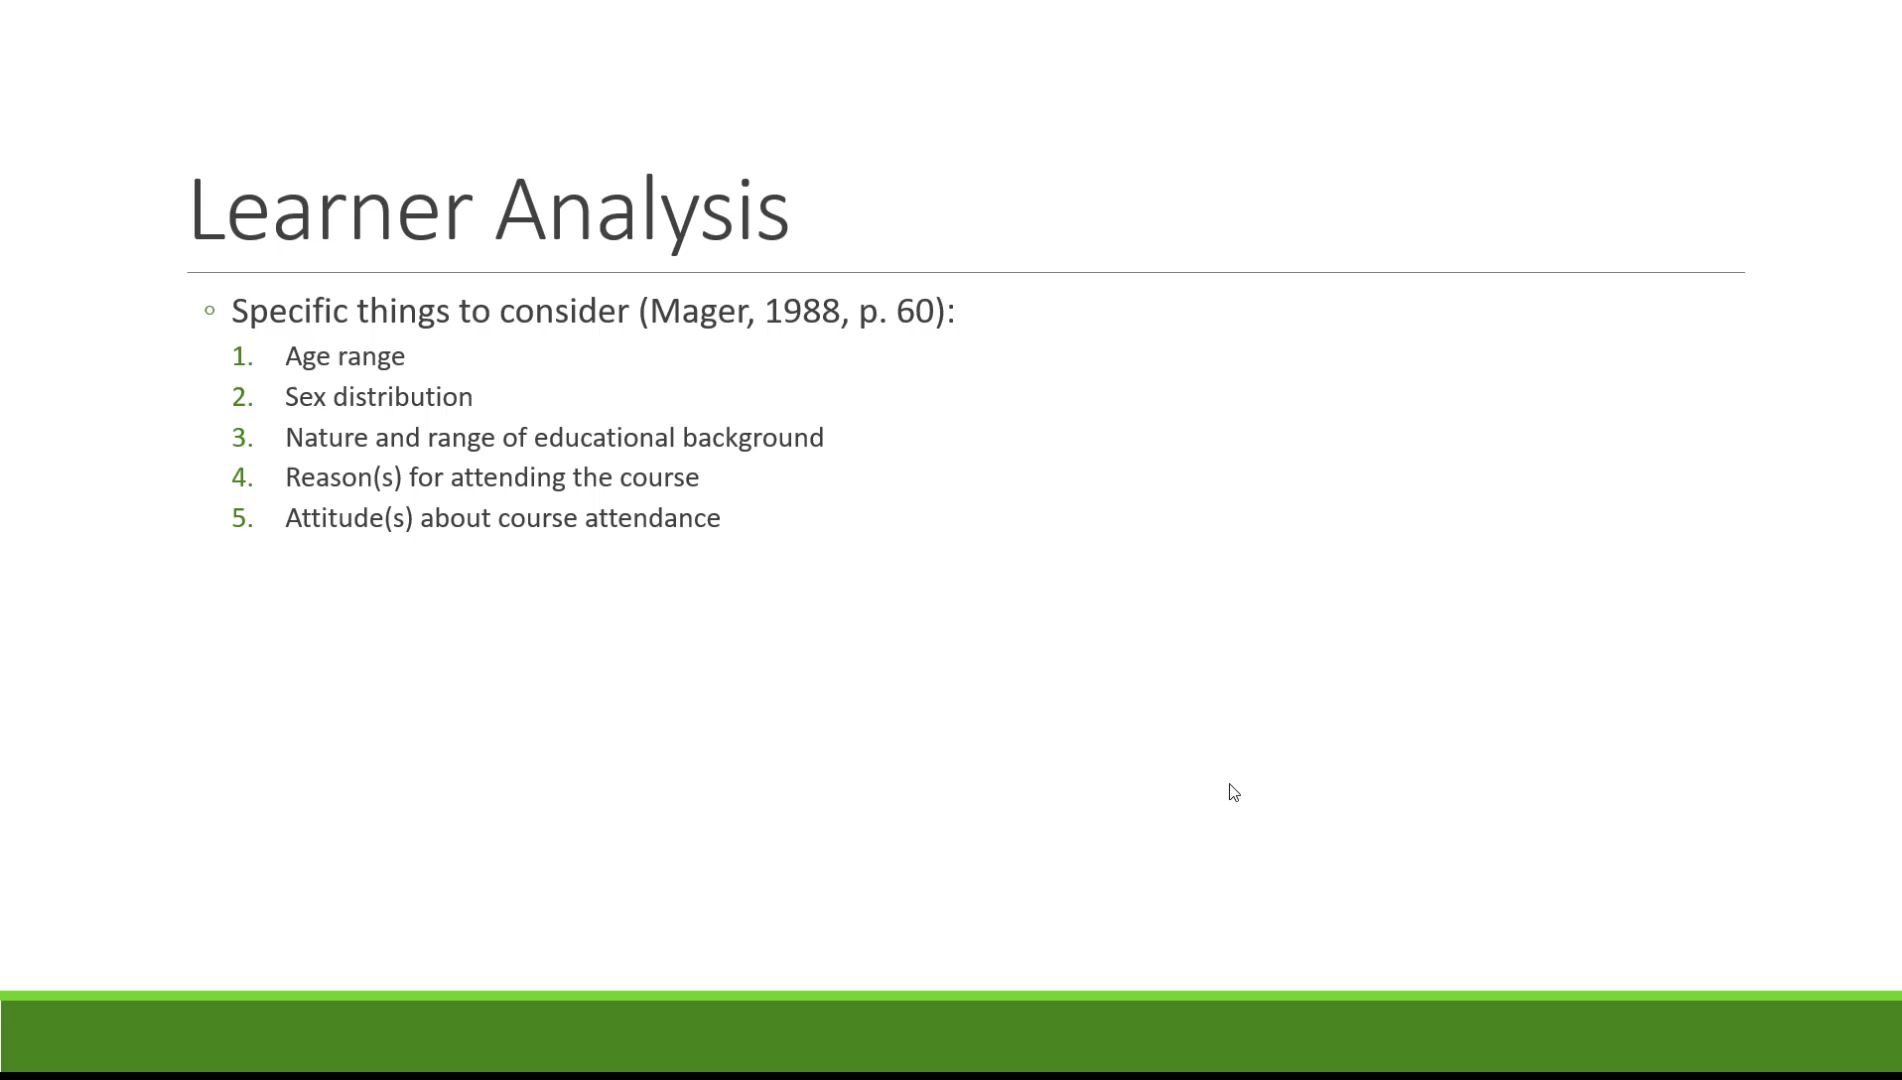 Learner Analysis
◦ Specific things to consider (Mager, 1988, p. 60):
1. Age range
2. Sex distribution
3. Nature and range of educational background
4. Reason(s) for attending the course
5. Attitude(s) about course attendance